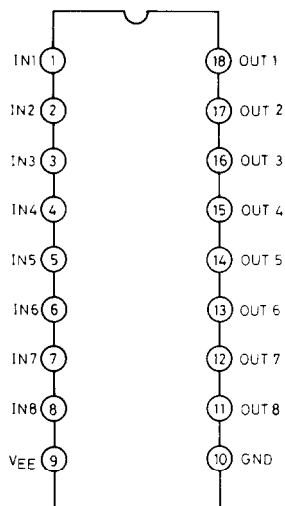 IN1 1 18 OUT 1
IN2 2 17 OUT 2
IN3 3 16 OUT 3
IN4 4 15 OUT 4
IN5 5 14 OUT 5
IN6 6 13 OUT 6
IN7 7 12 OUT 7
IN8 8 11 OUT 8
VEE 9 10 GND